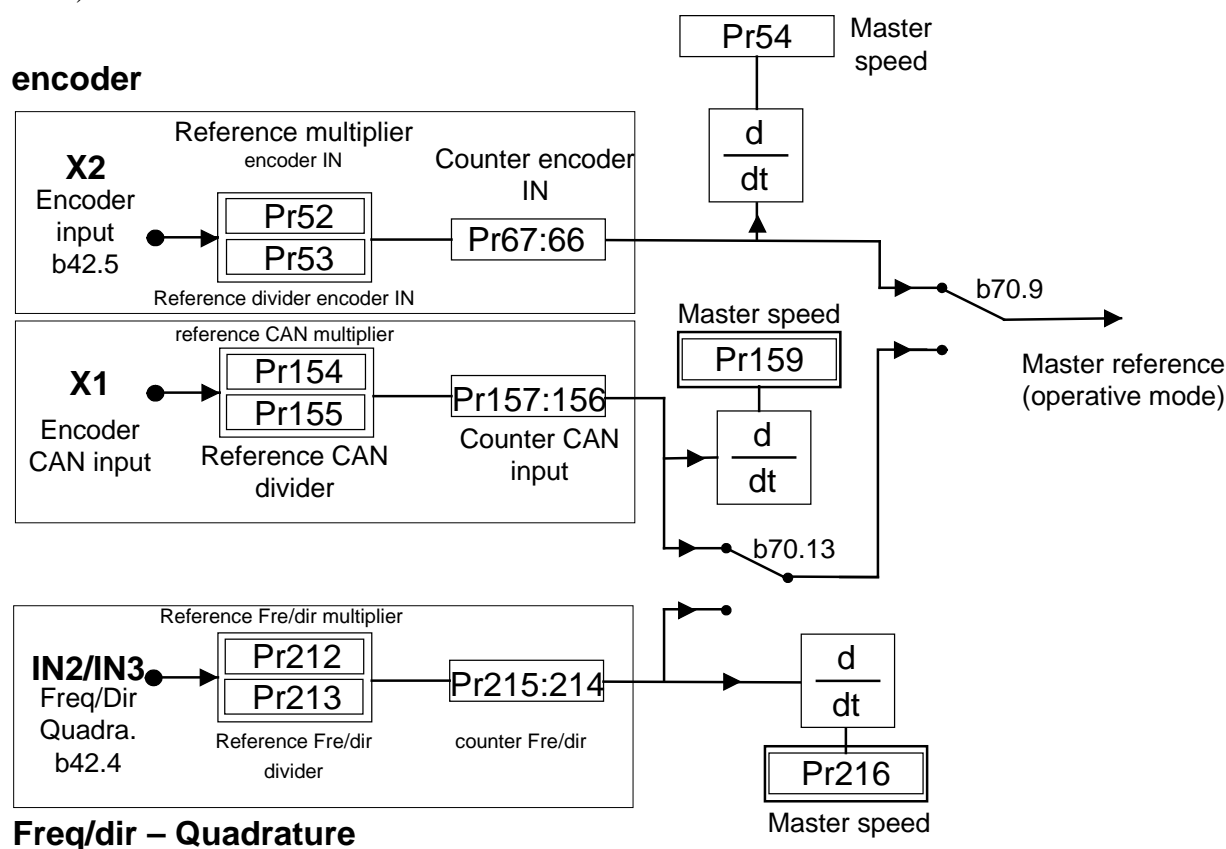 Pr54
Master
speed
encoder
d
dt
X2
Encoder
input
b42.5
Reference multiplier
encoder IN
Pr52
Pr53
Reference divider encoder IN
Counter encoder
IN
Pr67:66
b70.9
Master reference
(operative mode)
X1
Encoder
CAN input
reference CAN multiplier
Pr154
Pr155
Reference CAN
divider
Pr157:156
Counter CAN
input
Master speed
Pr159
d
dt
b70.13
IN2/IN3
Freq/Dir
Quadra.
b42.4
Reference Fre/dir multiplier
Pr212
Pr213
Reference Fre/dir
divider
Pr215:214
counter Fre/dir
d
dt
Pr216
Master speed
Freq/dir – Quadrature